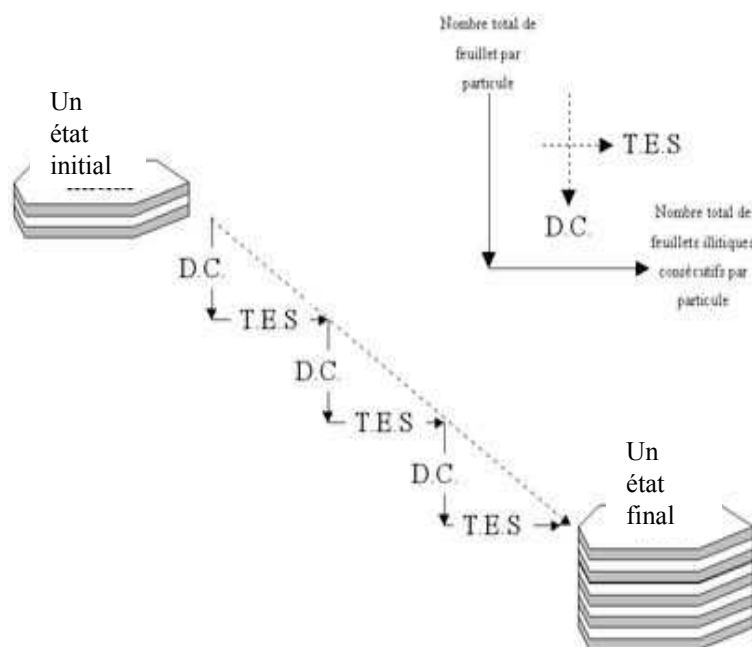 Nombre total de
feuillet par
particule
T.E.S
D.C.
Nombre total de
feuillets illitiques
consécutifs par
particule
Un
état
initial
D.C.
T.E.S
D.C.
T.E.S
D.C.
T.E.S
Un
état
final